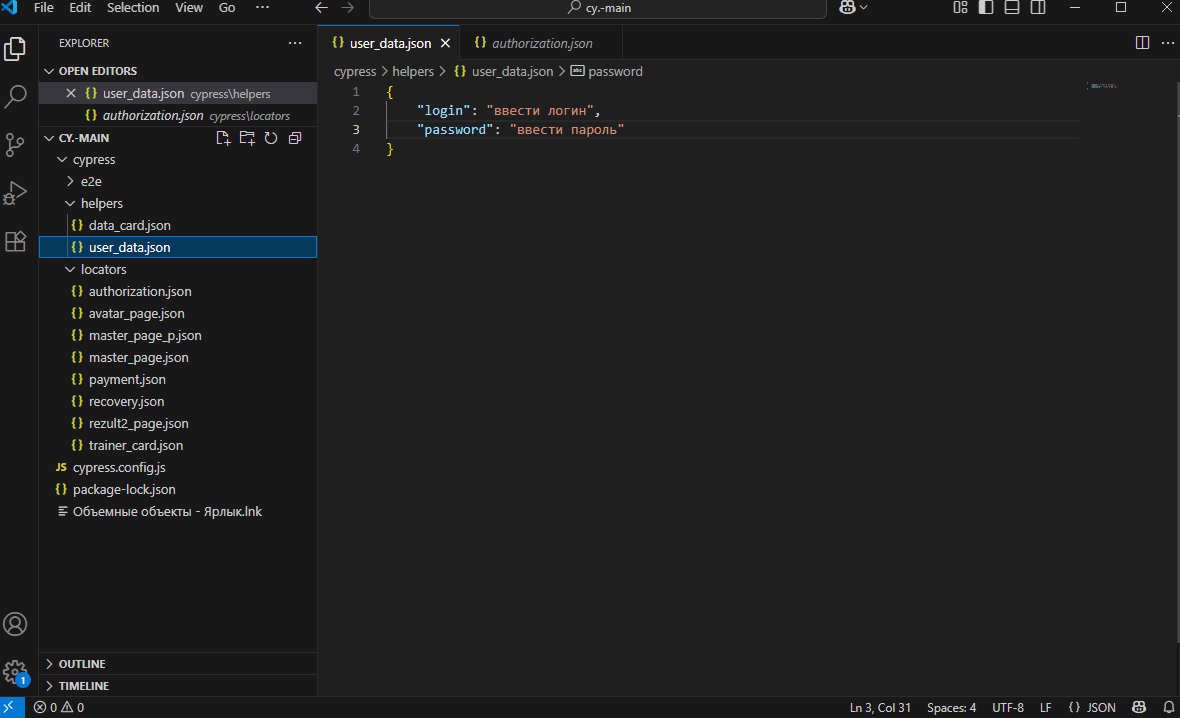 File Edit Selection View Go ··· cy.-main
EXPLORER ···
OPEN EDITORS
user_data.json cypress\helpers
authorization.json cypress\locators
CY.-MAIN
cypress
e2e
helpers
data_card.json
user_data.json
locators
authorization.json
avatar_page.json
master_page_p.json
master_page.json
payment.json
recovery.json
rezult2_page.json
trainer_card.json
JS cypress.config.js
package-lock.json
Объемные объекты - Ярлык.lnk
OUTLINE
TIMELINE
user_data.json authorization.json
cypress > helpers > {} user_data.json > abc password
1 {
2 "login": "ввести логин",
3 "password": "ввести пароль"
4 }
1
0 0 Ln 3, Col 31 Spaces: 4 UTF-8 LF {} JSON